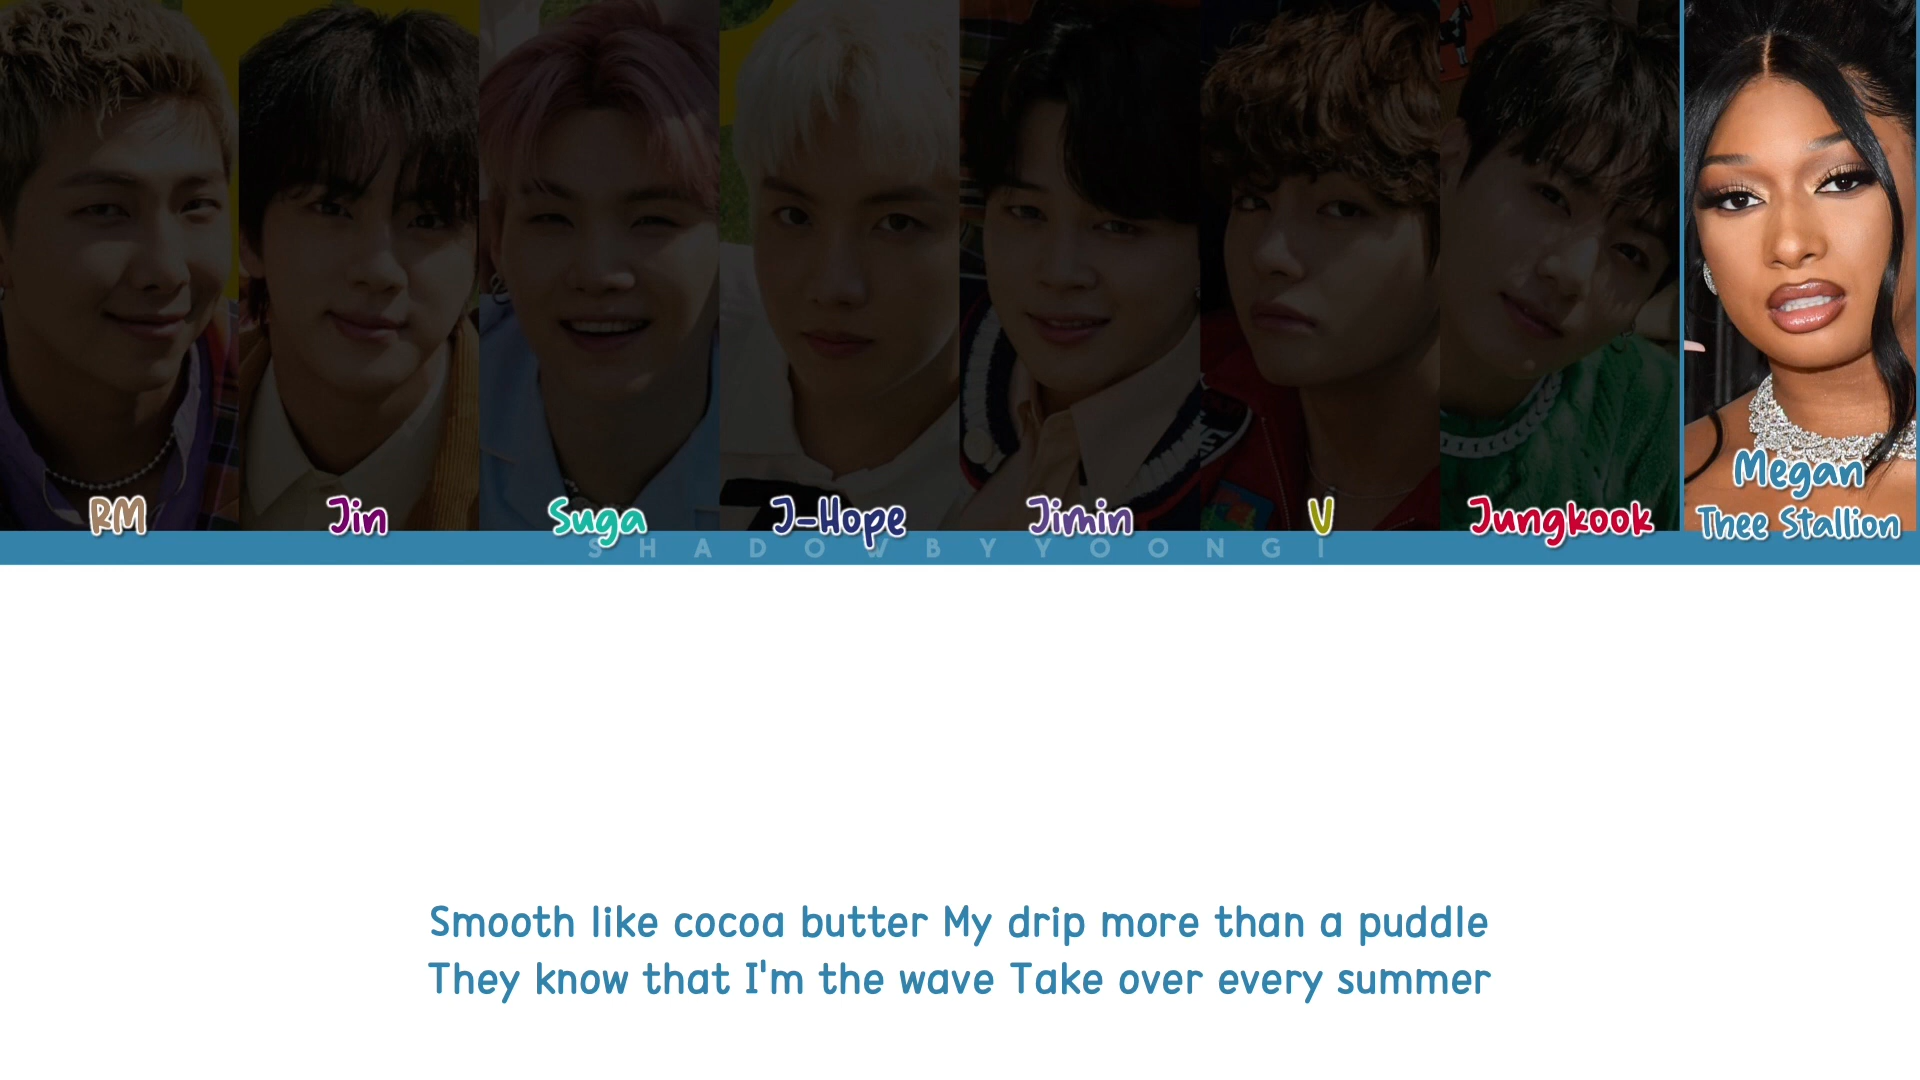 RM
Jin
Suga
J-Hope
Jimin
V
Jungkook
Megan
Thee Stallion
SHADOWBYYOONGI
Smooth like cocoa butter My drip more than a puddle
They know that I'm the wave Take over every summer